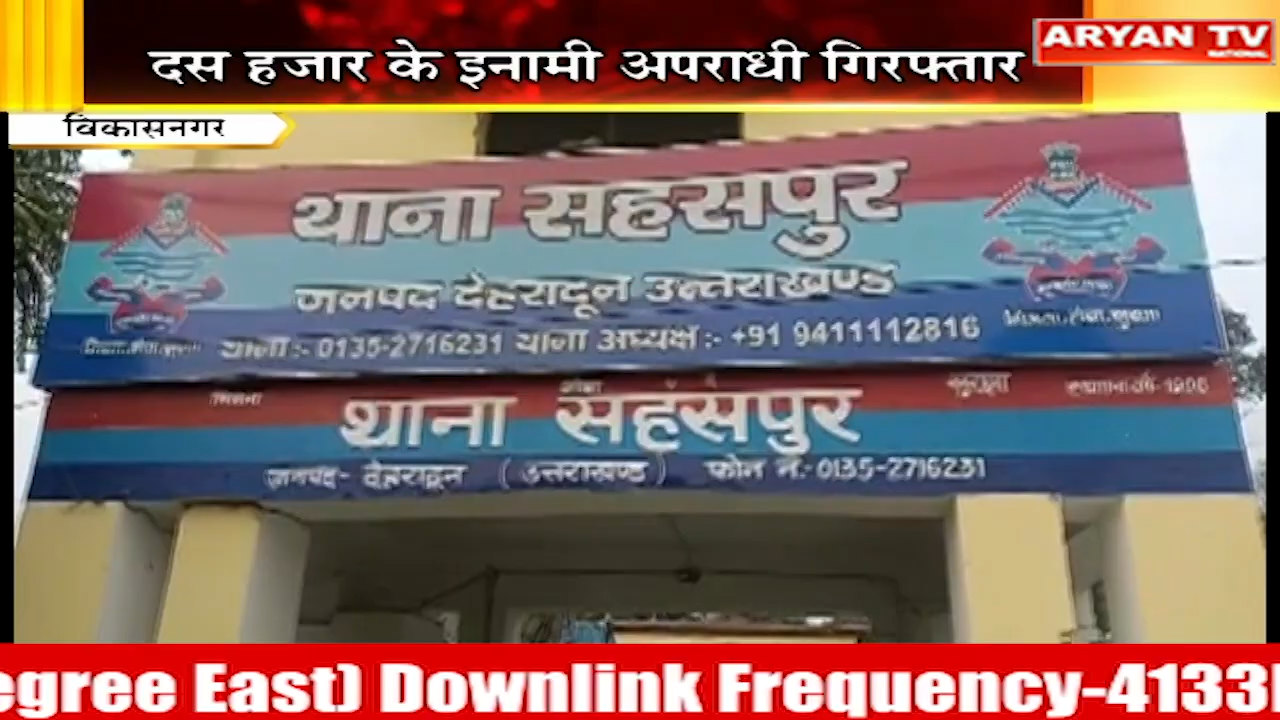 दस हजार के इनामी अपराधी गिरफ्तार
ARYAN TV
NATIONAL
विकासनगर
थाना सहसपुर
जनपद देहरादून उत्तराखण्ड
थाना :- 0135-2716231 थाना अध्यक्ष :- +91 9411112816
थाना सहसपुर
जनपद- देहरादून (उत्तराखण्ड) फोन नं.- 0135-2716231
egree East) Downlink Frequency-4133